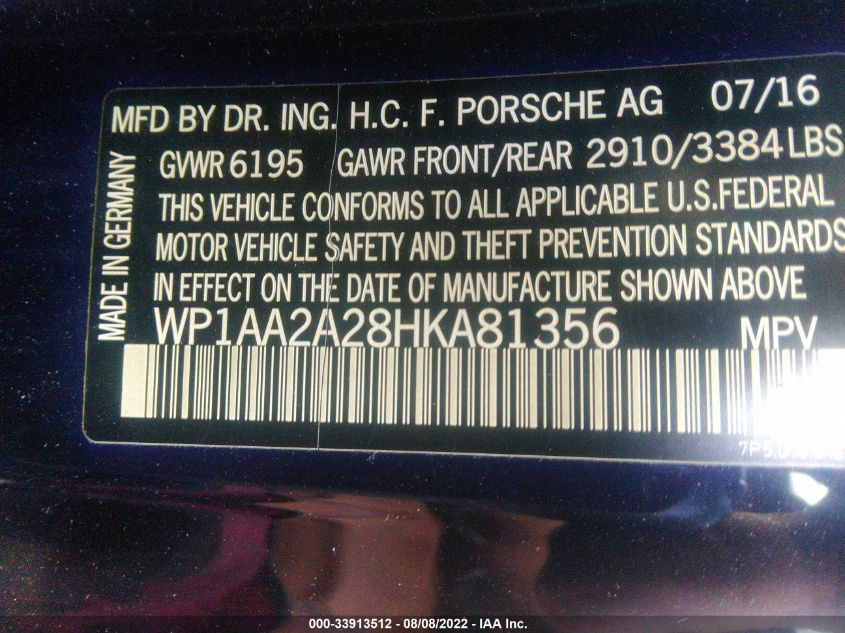 MFD BY DR. ING. H.C. F. PORSCHE AG 07/16
GVWR 6195 GAWR FRONT/REAR 2910/3384 LBS
THIS VEHICLE CONFORMS TO ALL APPLICABLE U.S.FEDERAL
MOTOR VEHICLE SAFETY AND THEFT PREVENTION STANDARDS
IN EFFECT ON THE DATE OF MANUFACTURE SHOWN ABOVE
WP1AA2A28HKA81356 MPV
MADE IN GERMANY
000-33913512 - 08/08/2022 - IAA Inc.